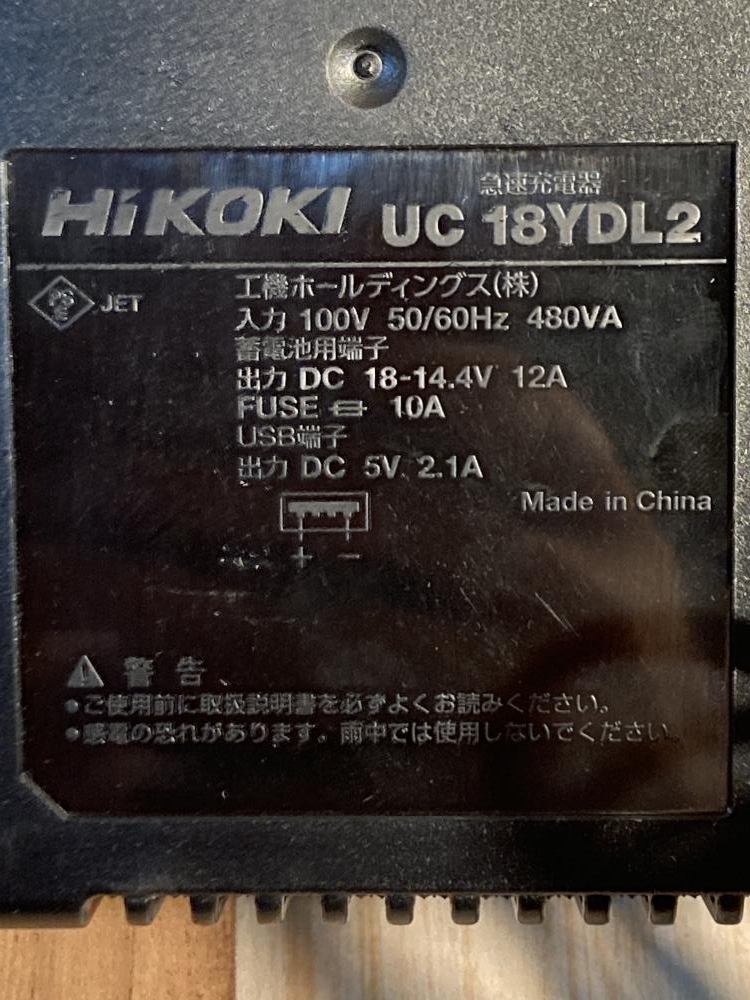 急速充電器
HiKOKI UC 18YDL2
PS
E JET
工機ホールディングス(株)
入力 100V 50/60Hz 480VA
蓄電池用端子
出力 DC 18-14.4V 12A
FUSE 10A
USB端子
出力 DC 5V 2.1A
Made in China
+ −
警告
•ご使用前に取扱説明書を必ずよくお読みください。
•感電の恐れがあります。雨中では使用しないでください。